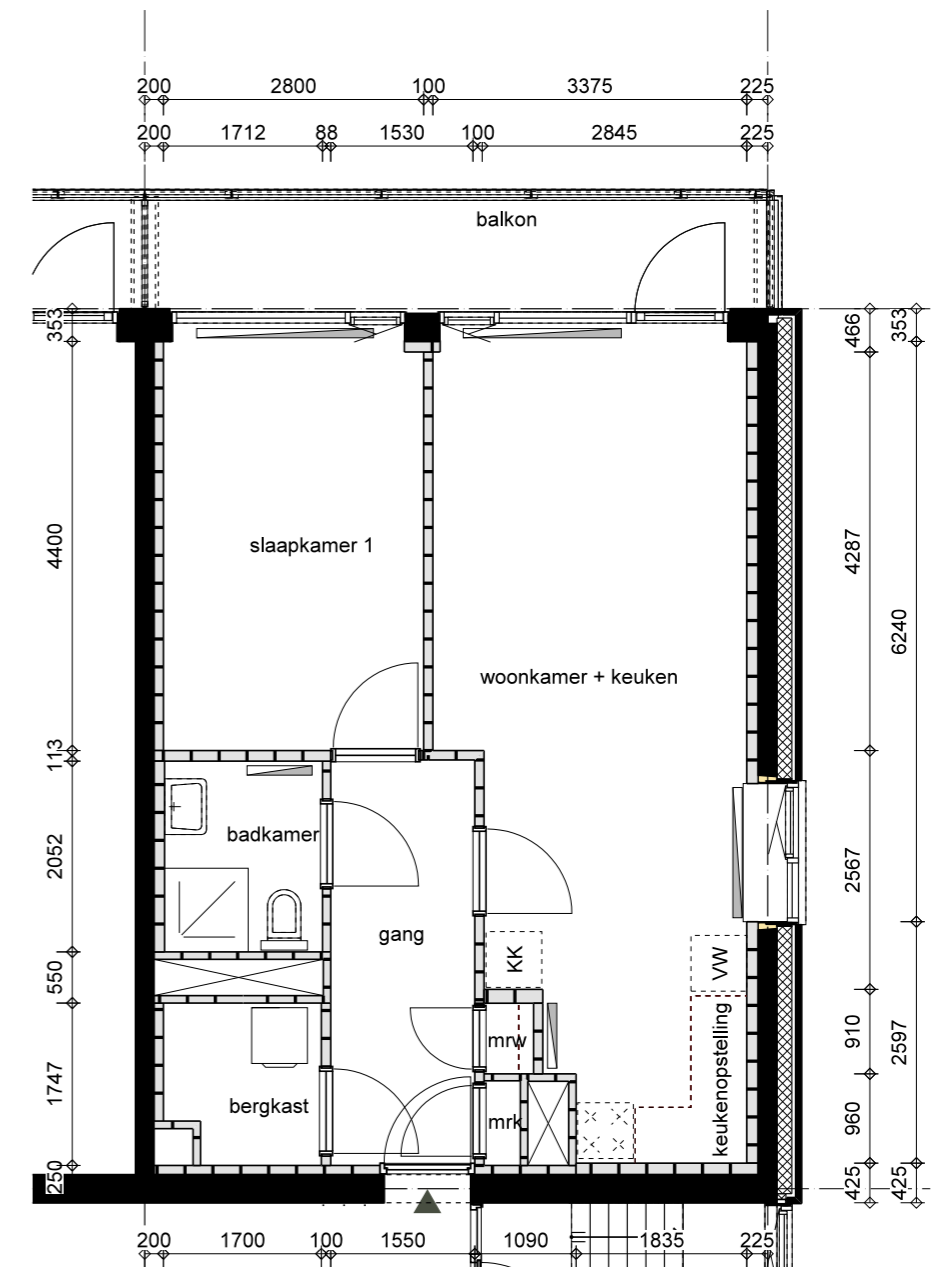 200 2800 100 3375 225
200 1712 88 1530 100 2845 225
balkon
353
466
353
4400
slaapkamer 1
4287
6240
woonkamer + keuken
113
2052
badkamer
2567
gang
KK
VW
550
mrw
keukenopstelling
910
2597
1747
bergkast
mrk
960
250
425
425
200 1700 100 1550 1090 1835 225